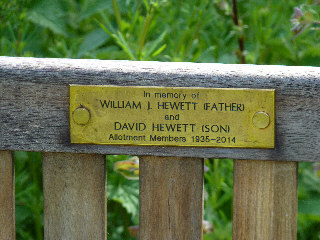 In memory of
WILLIAM J. HEWETT (FATHER)
and
DAVID HEWETT (SON)
Allotment Members 1935-2014